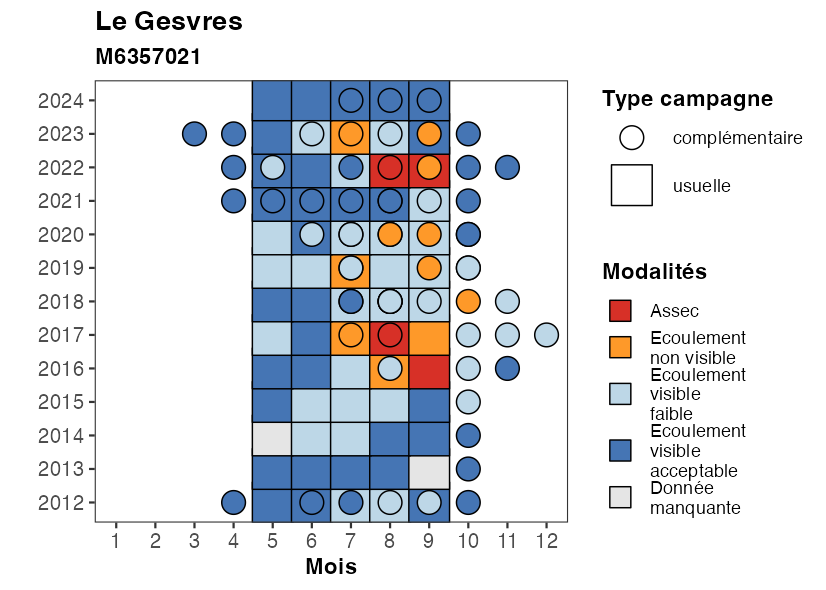 Le Gesvres
M6357021
2024
2023
2022
2021
2020
2019
2018
2017
2016
2015
2014
2013
2012
1 2 3 4 5 6 7 8 9 10 11 12
Mois
Type campagne
complémentaire
usuelle
Modalités
Assec
Ecoulement
non visible
Ecoulement
visible
faible
Ecoulement
visible
acceptable
Donnée
manquante